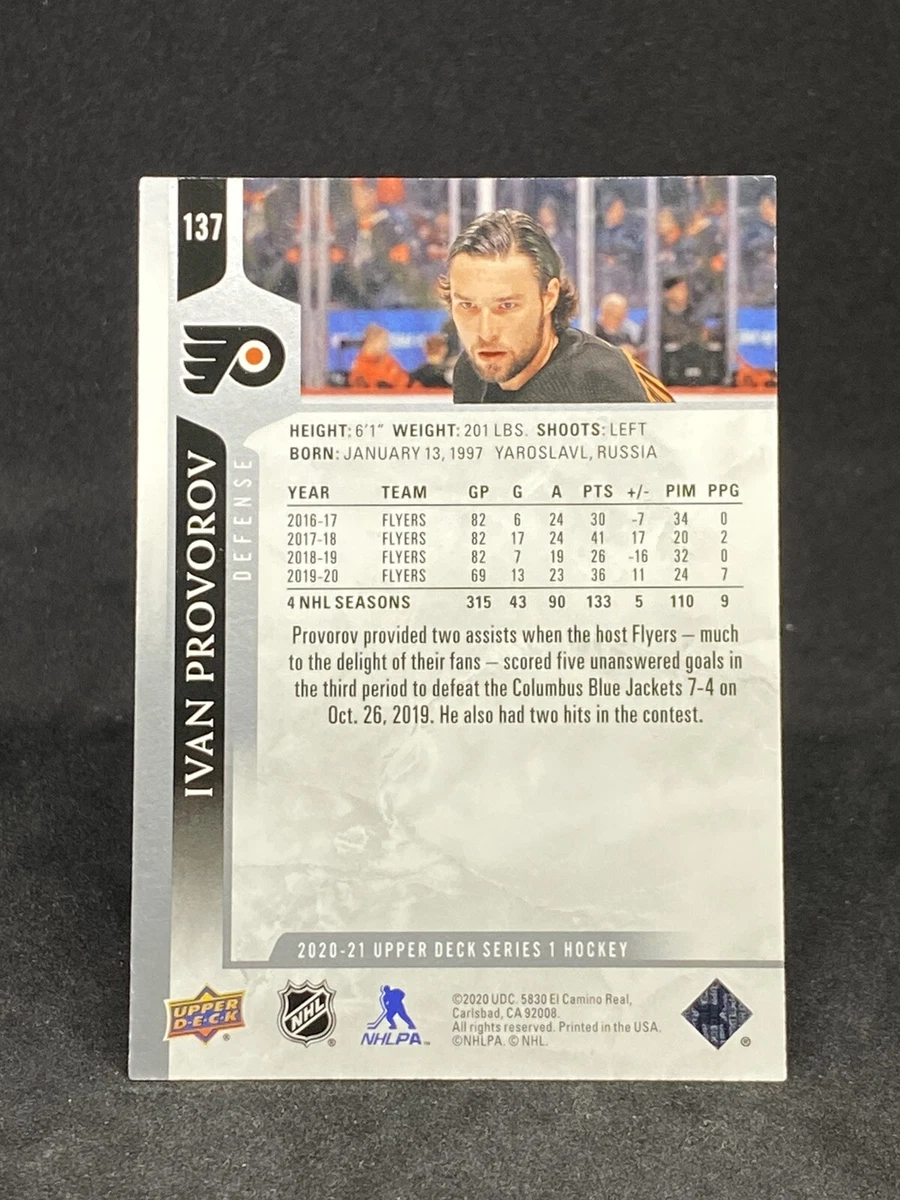 137
IVAN PROVOROV
DEFENSE
HEIGHT: 6'1" WEIGHT: 201 LBS. SHOOTS: LEFT
BORN: JANUARY 13, 1997 YAROSLAVL, RUSSIA
YEAR TEAM GP G A PTS +/- PIM PPG
2016-17 FLYERS 82 6 24 30 -7 34 0
2017-18 FLYERS 82 17 24 41 17 20 2
2018-19 FLYERS 82 7 19 26 -16 32 0
2019-20 FLYERS 69 13 23 36 11 24 7
4 NHL SEASONS 315 43 90 133 5 110 9
Provorov provided two assists when the host Flyers – much
to the delight of their fans – scored five unanswered goals in
the third period to defeat the Columbus Blue Jackets 7-4 on
Oct. 26, 2019. He also had two hits in the contest.
2020-21 UPPER DECK SERIES 1 HOCKEY
UPPER
D·E·C·K
®
NHL
®
NHLPA™
©2020 UDC. 5830 El Camino Real,
Carlsbad, CA 92008.
All rights reserved. Printed in the USA.
©NHLPA. © NHL.
®